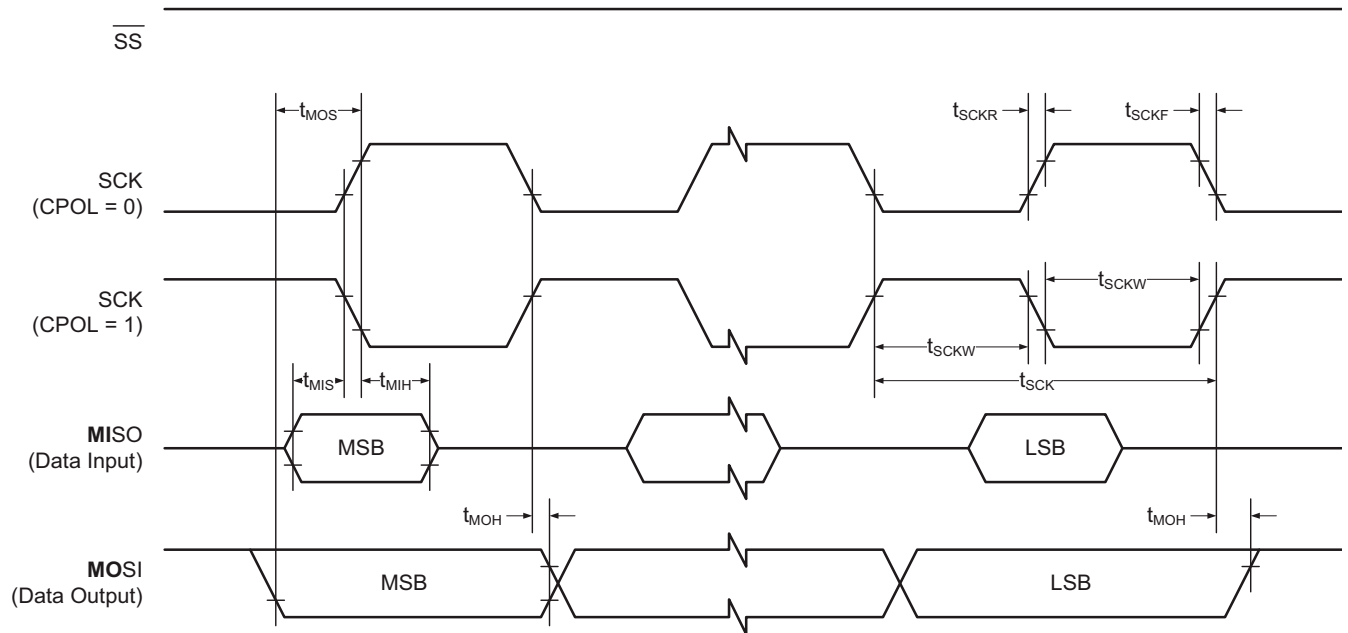 SS
tMOS
tSCKR
tSCKF
SCK
(CPOL = 0)
SCK
(CPOL = 1)
tSCKW
tSCKW
tSCK
tMIS
tMIH
MISO
(Data Input)
MSB
LSB
tMOH
tMOH
MOSI
(Data Output)
MSB
LSB